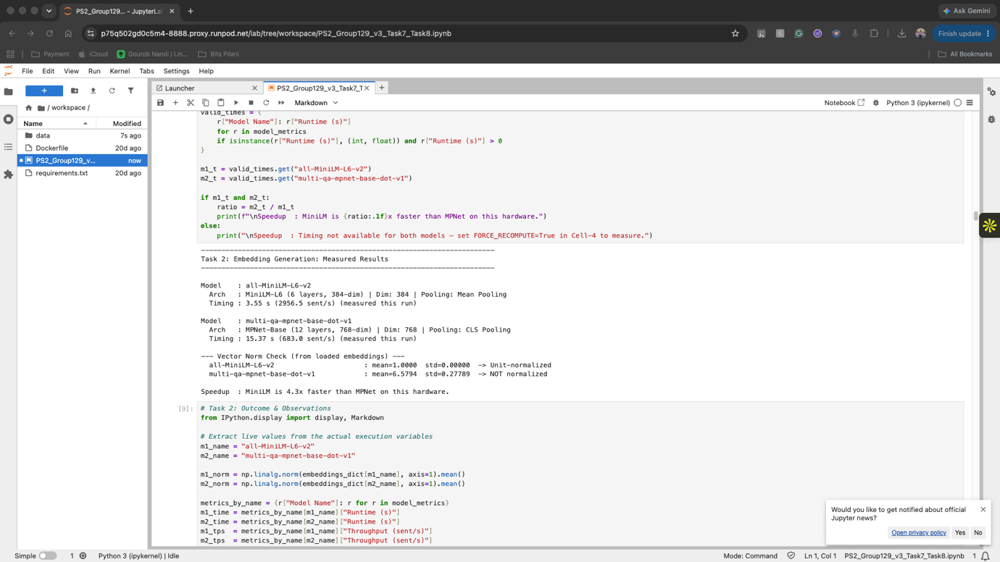 PS2_Group129... - JupyterLa
Ask Gemini
p75q502gd0c5m4-8888.proxy.runpod.net/lab/tree/workspace/PS2_Group129_v3_Task7_Task8.ipynb
Finish update
Payment
iCloud
Gourob Nandi | Lin...
Bits Pilani
All Bookmarks
File Edit View Run Kernel Tabs Settings Help
Launcher
PS2_Group129_v3_Task7_T
/ workspace /
Markdown
Notebook
Python 3 (ipykernel)
Name Modified
data 7s ago
Dockerfile 20d ago
PS2_Group129_v... now
requirements.txt 20d ago
valid_times = {
    r["Model Name"]: r["Runtime (s)"]
    for r in model_metrics
    if isinstance(r["Runtime (s)"], (int, float)) and r["Runtime (s)"] > 0
}
m1_t = valid_times.get("all-MiniLM-L6-v2")
m2_t = valid_times.get("multi-qa-mpnet-base-dot-v1")
if m1_t and m2_t:
    ratio = m2_t / m1_t
    print(f"\nSpeedup  : MiniLM is {ratio:.1f}x faster than MPNet on this hardware.")
else:
    print("\nSpeedup  : Timing not available for both models — set FORCE_RECOMPUTE=True in Cell-4 to measure.")
------------------------------------------------------------------------
Task 2: Embedding Generation: Measured Results
------------------------------------------------------------------------
Model    : all-MiniLM-L6-v2
  Arch   : MiniLM-L6 (6 layers, 384-dim) | Dim: 384 | Pooling: Mean Pooling
  Timing : 3.55 s (2956.5 sent/s) (measured this run)
Model    : multi-qa-mpnet-base-dot-v1
  Arch   : MPNet-Base (12 layers, 768-dim) | Dim: 768 | Pooling: CLS Pooling
  Timing : 15.37 s (683.0 sent/s) (measured this run)
--- Vector Norm Check (from loaded embeddings) ---
  all-MiniLM-L6-v2                      : mean=1.0000  std=0.00000  -> Unit-normalized
  multi-qa-mpnet-base-dot-v1            : mean=6.5794  std=0.27789  -> NOT normalized
Speedup  : MiniLM is 4.3x faster than MPNet on this hardware.
[9]:
# Task 2: Outcome & Observations
from IPython.display import display, Markdown
# Extract live values from the actual execution variables
m1_name = "all-MiniLM-L6-v2"
m2_name = "multi-qa-mpnet-base-dot-v1"
m1_norm = np.linalg.norm(embeddings_dict[m1_name], axis=1).mean()
m2_norm = np.linalg.norm(embeddings_dict[m2_name], axis=1).mean()
metrics_by_name = {r["Model Name"]: r for r in model_metrics}
m1_time = metrics_by_name[m1_name]["Runtime (s)"]
m2_time = metrics_by_name[m2_name]["Runtime (s)"]
m1_tps  = metrics_by_name[m1_name]["Throughput (sent/s)"]
m2_tps  = metrics_by_name[m2_name]["Throughput (sent/s)"]
Would you like to get notified about official
Jupyter news?
Open privacy policy Yes No
Simple
1
Python 3 (ipykernel) | Idle
Mode: Command
Ln 1, Col 1
PS2_Group129_v3_Task7_Task8.ipynb
1